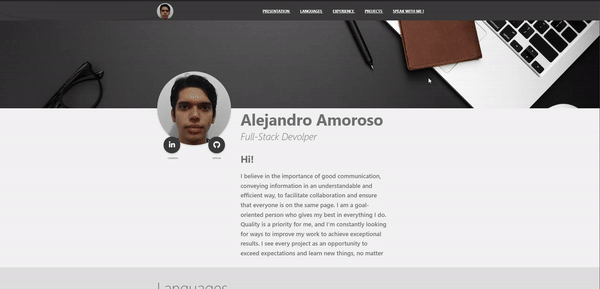 PRESENTATION LANGUAGES EXPERIENCE PROJECTS SPEAK WITH ME !
Alejandro Amoroso
Full-Stack Devolper
in
Hi!
I believe in the importance of good communication,
conveying information in an understandable and
efficient way, to facilitate collaboration and ensure
that everyone is on the same page. I am a goal-
oriented person who gives my best in everything I do.
Quality is a priority for me, and I'm constantly looking
for ways to improve my work to achieve exceptional
results. I see every project as an opportunity to
exceed expectations and learn new things, no matter
Languages